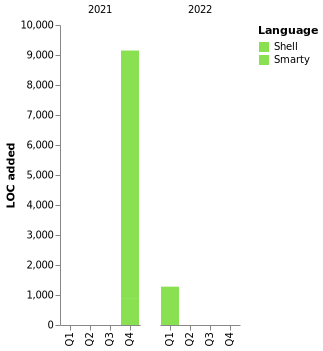 2021 2022
Language
Shell
Smarty
LOC added
10,000
9,000
8,000
7,000
6,000
5,000
4,000
3,000
2,000
1,000
0
Q1 Q2 Q3 Q4 Q1 Q2 Q3 Q4